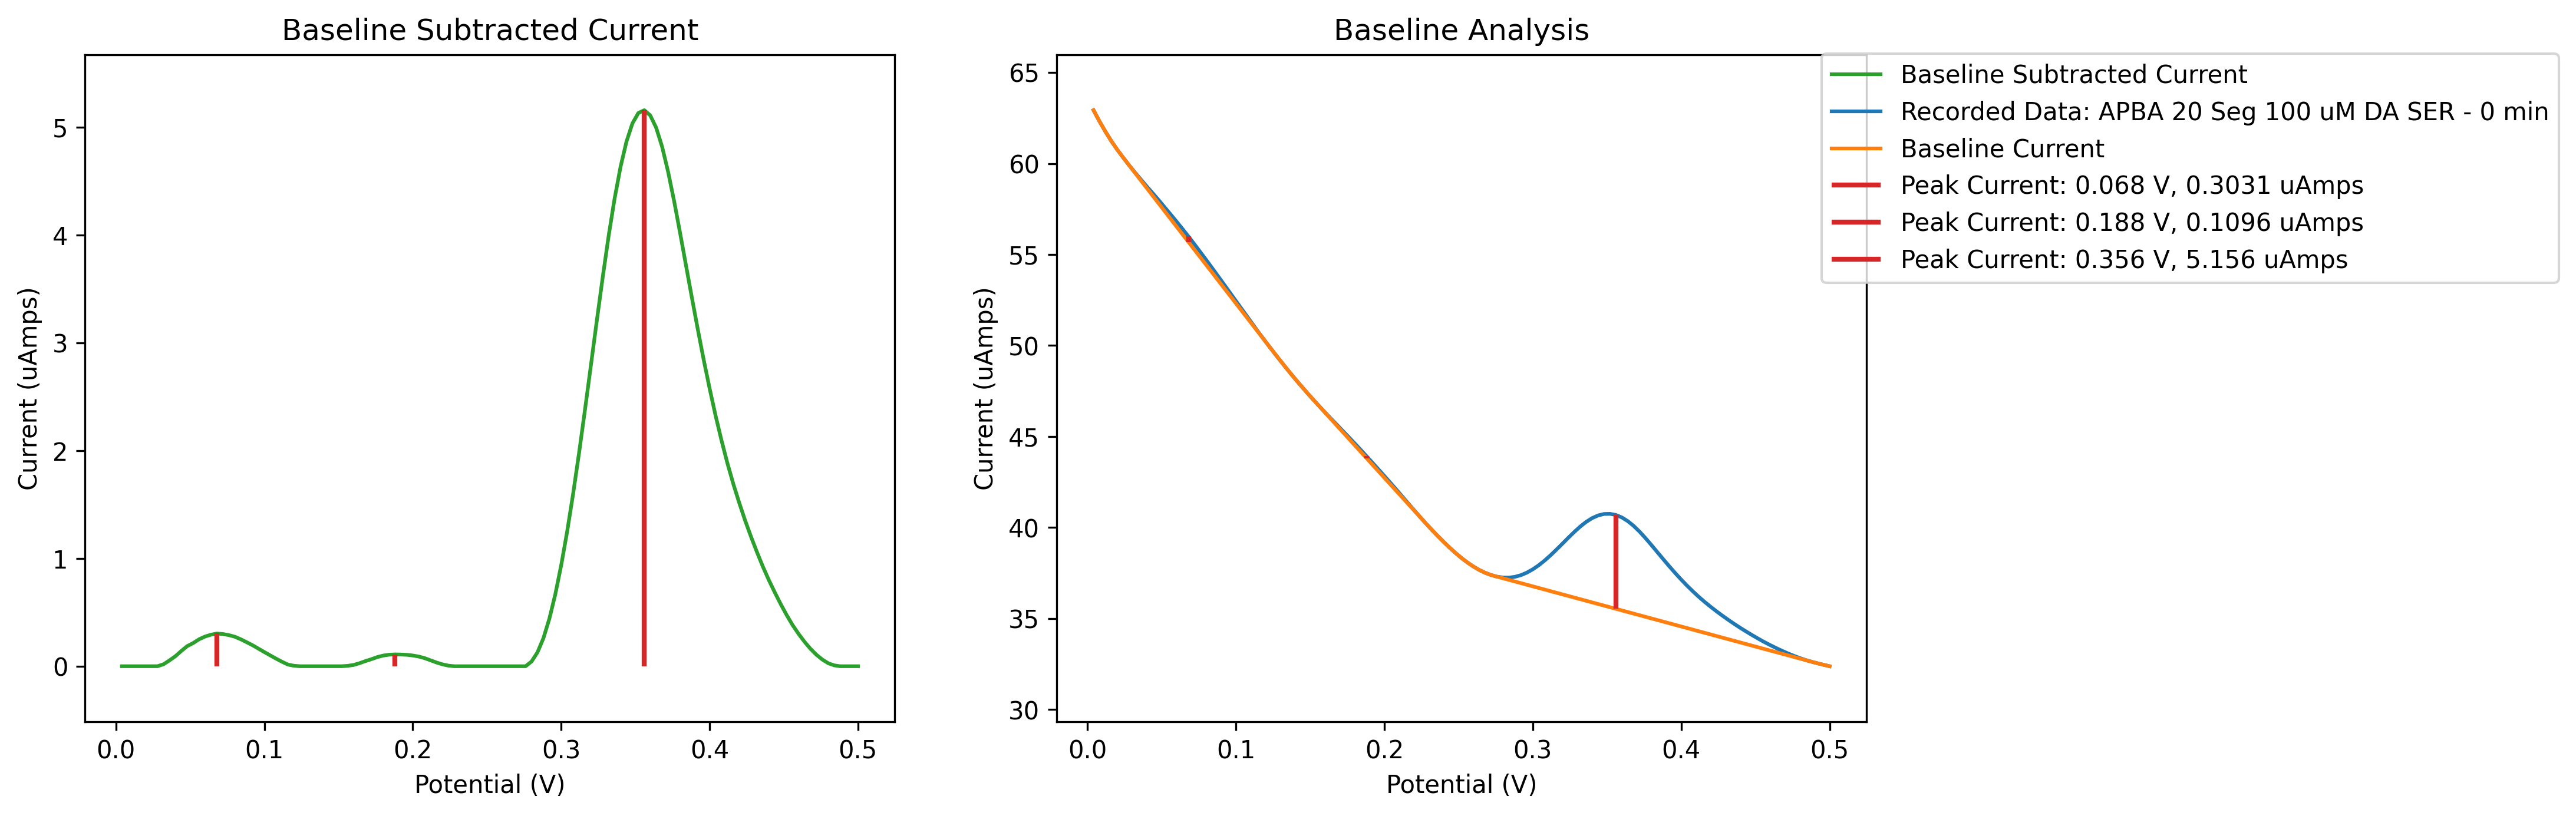 Baseline Subtracted Current
Current (uAmps)
5
4
3
2
1
0
0.0 0.1 0.2 0.3 0.4 0.5
Potential (V)
Baseline Analysis
Current (uAmps)
65
60
55
50
45
40
35
30
0.0 0.1 0.2 0.3 0.4 0.5
Potential (V)
Baseline Subtracted Current
Recorded Data: APBA 20 Seg 100 uM DA SER - 0 min
Baseline Current
Peak Current: 0.068 V, 0.3031 uAmps
Peak Current: 0.188 V, 0.1096 uAmps
Peak Current: 0.356 V, 5.156 uAmps